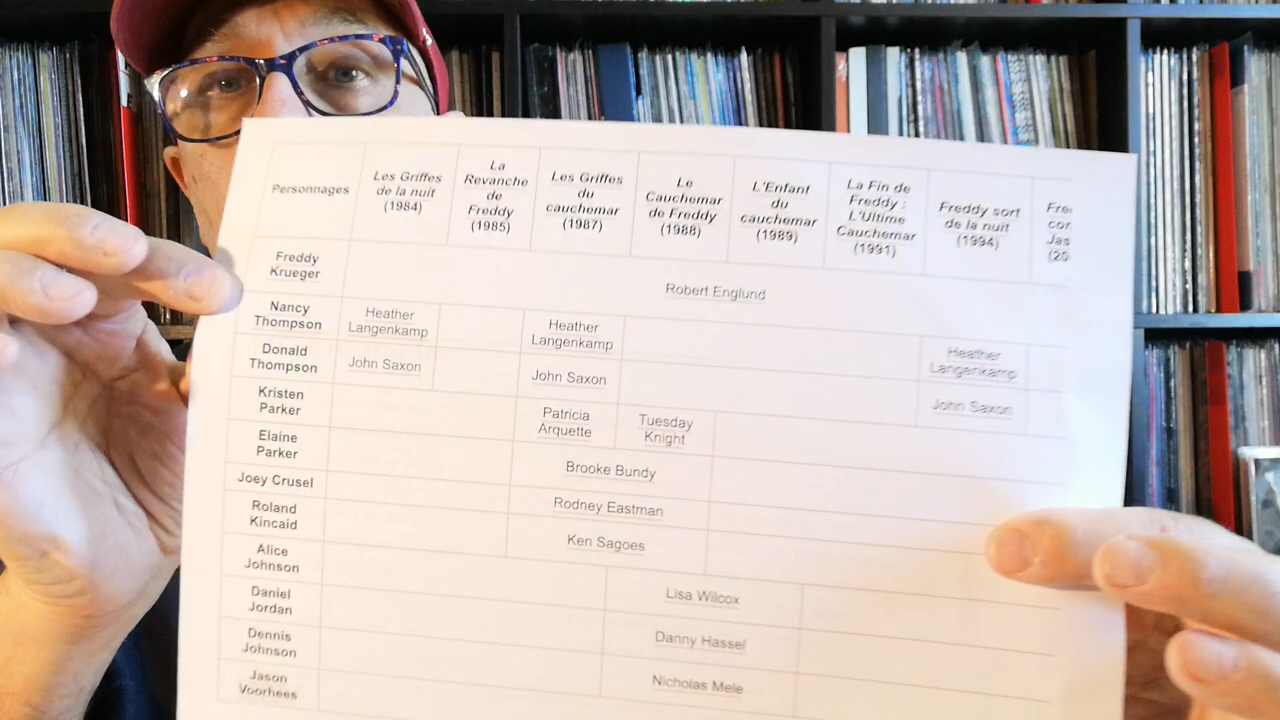 Personnages
Les Griffes
de la nuit
(1984)
La
Revanche
de
Freddy
(1985)
Les Griffes
du
cauchemar
(1987)
Le
Cauchemar
de Freddy
(1988)
L'Enfant
du
cauchemar
(1989)
La Fin de
Freddy :
L'Ultime
Cauchemar
(1991)
Freddy sort
de la nuit
(1994)
Freddy
Krueger
Robert Englund
Nancy
Thompson
Heather
Langenkamp
Heather
Langenkamp
Heather
Langenkamp
Donald
Thompson
John Saxon
John Saxon
John Saxon
Kristen
Parker
Patricia
Arquette
Tuesday
Knight
Elaine
Parker
Brooke Bundy
Joey Crusel
Rodney Eastman
Roland
Kincaid
Ken Sagoes
Alice
Johnson
Lisa Wilcox
Daniel
Jordan
Danny Hassel
Dennis
Johnson
Nicholas Mele
Jason
Voorhees